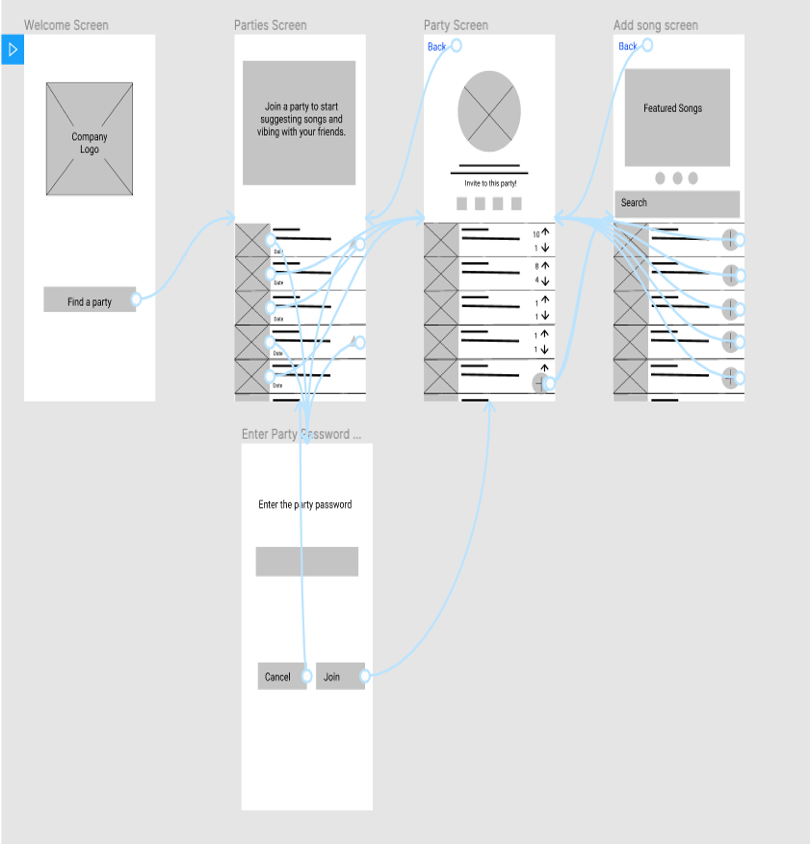 Welcome Screen
Company
Logo
Find a party
Parties Screen
Join a party to start
suggesting songs and
vibing with your friends.
Date
Date
Date
Date
Party Screen
Back
Invite to this party!
10
1
8
4
1
1
1
1
Add song screen
Back
Featured Songs
Search
Enter Party Password ...
Enter the party password
Cancel
Join